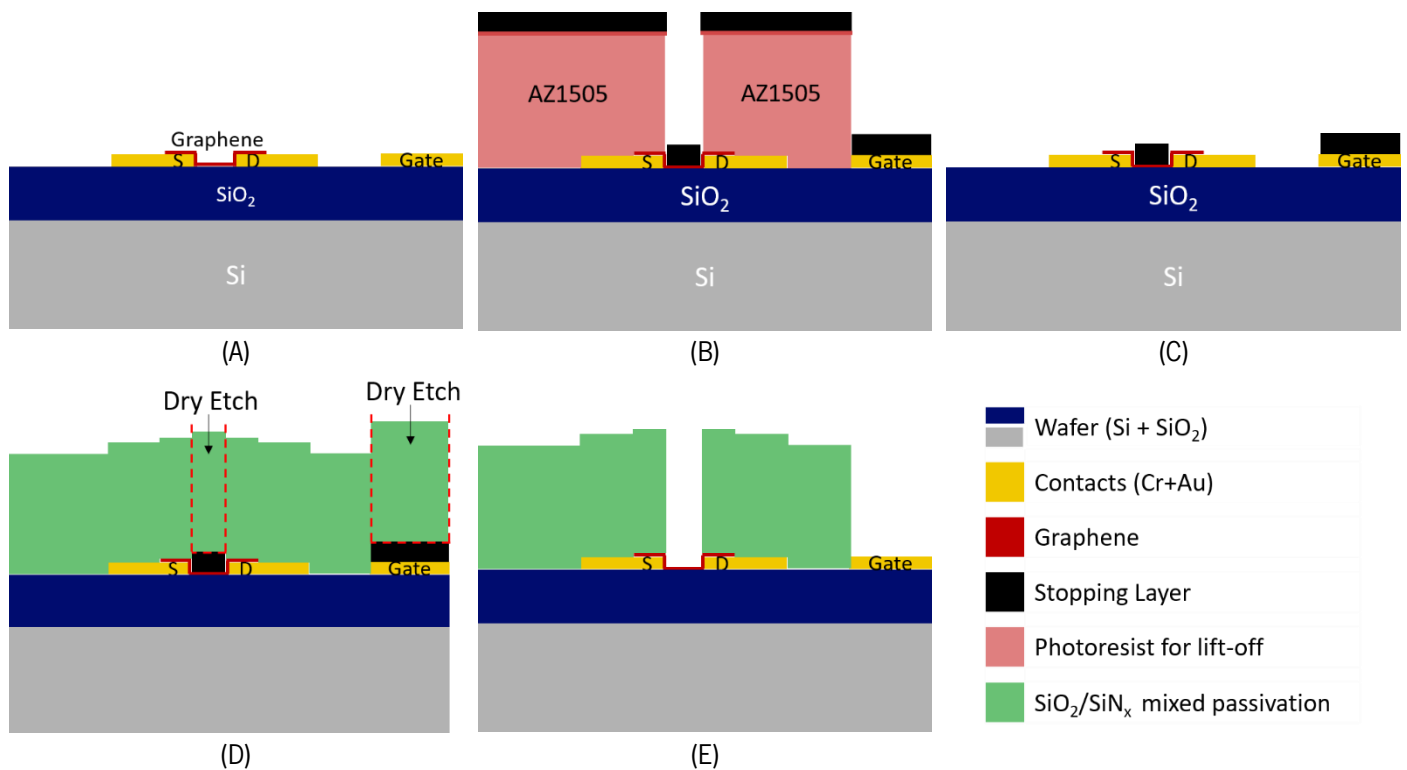 Graphene
S
D
Gate
SiO₂
Si
(A)
AZ1505
AZ1505
S
D
Gate
SiO₂
Si
(B)
S
D
Gate
SiO₂
Si
(C)
Dry Etch
Dry Etch
S
D
Gate
(D)
S
D
Gate
(E)
Wafer (Si + SiO₂)
Contacts (Cr+Au)
Graphene
Stopping Layer
Photoresist for lift-off
SiO₂/SiNₓ mixed passivation